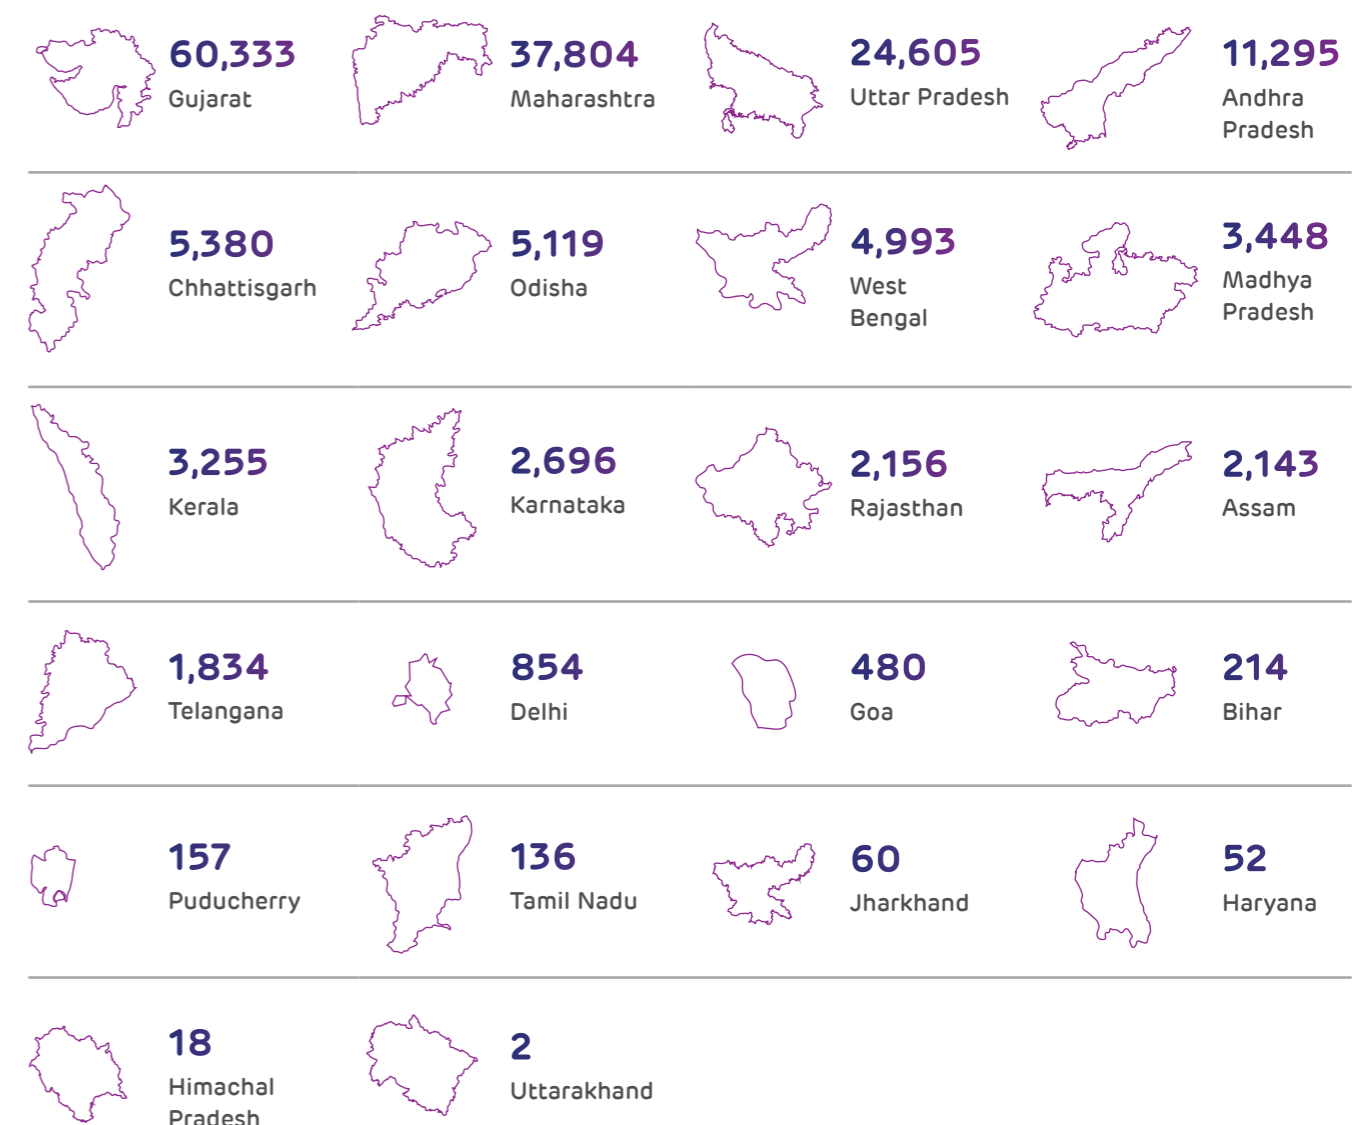 60,333
Gujarat
37,804
Maharashtra
24,605
Uttar Pradesh
11,295
Andhra
Pradesh
5,380
Chhattisgarh
5,119
Odisha
4,993
West
Bengal
3,448
Madhya
Pradesh
3,255
Kerala
2,696
Karnataka
2,156
Rajasthan
2,143
Assam
1,834
Telangana
854
Delhi
480
Goa
214
Bihar
157
Puducherry
136
Tamil Nadu
60
Jharkhand
52
Haryana
18
Himachal
Pradesh
2
Uttarakhand